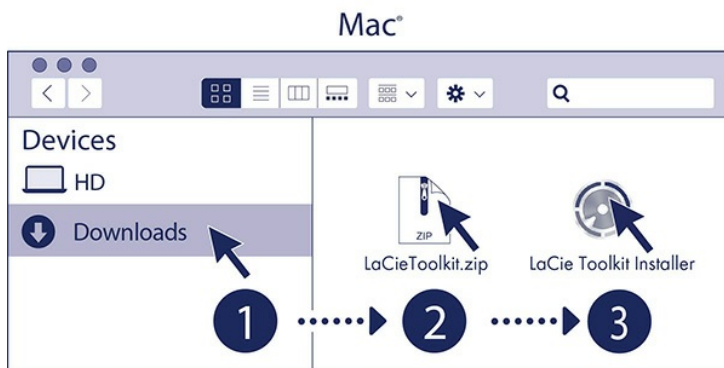 Mac®
Devices
HD
Downloads
ZIP
LaCieToolkit.zip
LaCie Toolkit Installer
1
2
3